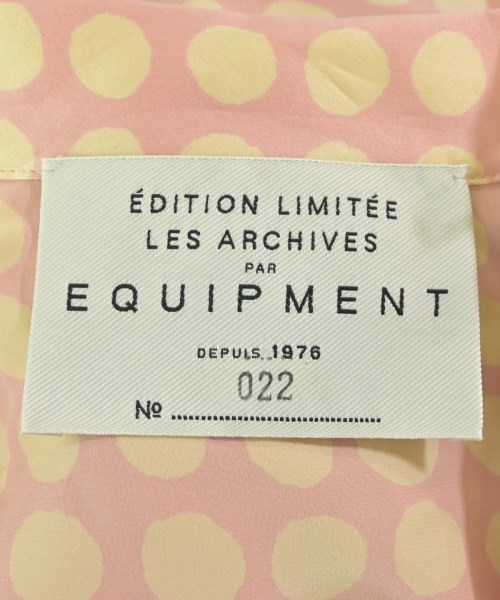 ÉDITION LIMITÉE
LES ARCHIVES
PAR
EQUIPMENT
DEPUIS 1976
022
Nº ....................................